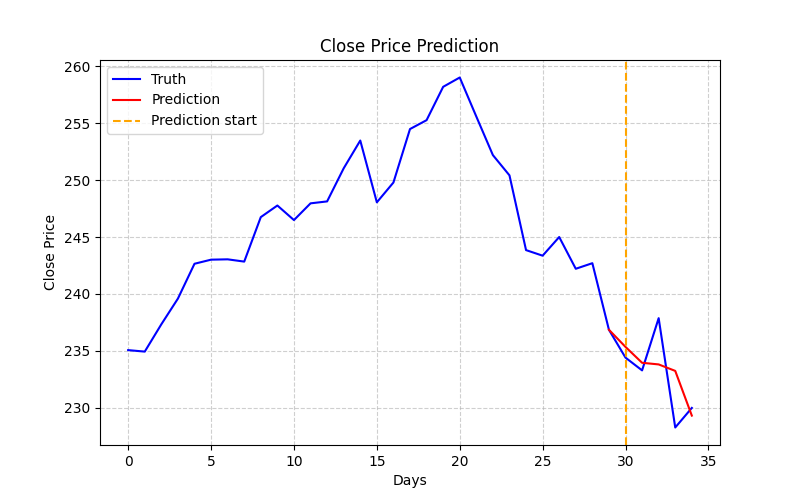 Close Price Prediction
Truth
Prediction
Prediction start
260
255
250
245
240
235
230
Close Price
0 5 10 15 20 25 30 35
Days